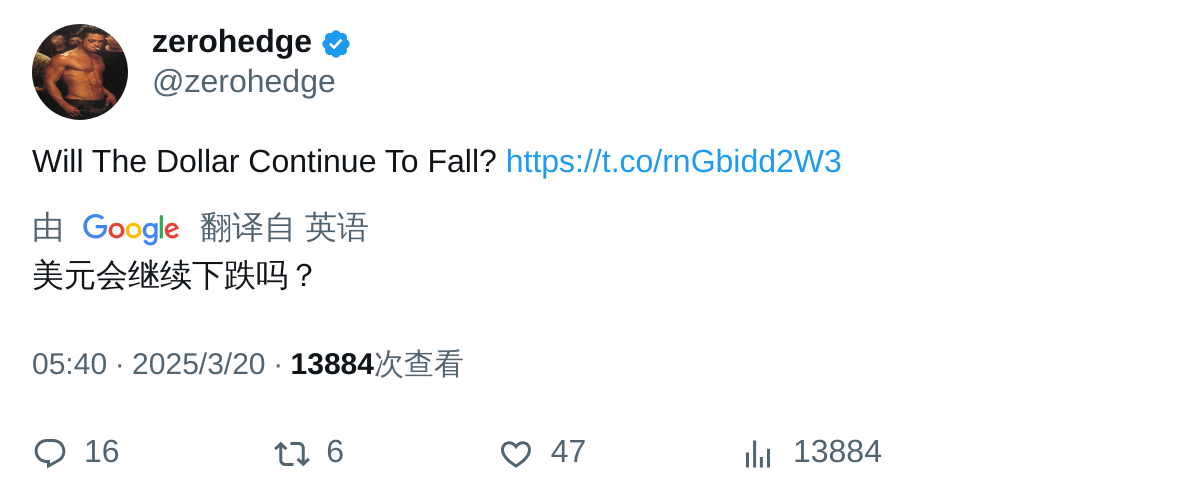 zerohedge
@zerohedge
Will The Dollar Continue To Fall? https://t.co/rnGbidd2W3
由 Google 翻译自 英语
美元会继续下跌吗？
05:40 · 2025/3/20 · 13884次查看
16 6 47 13884